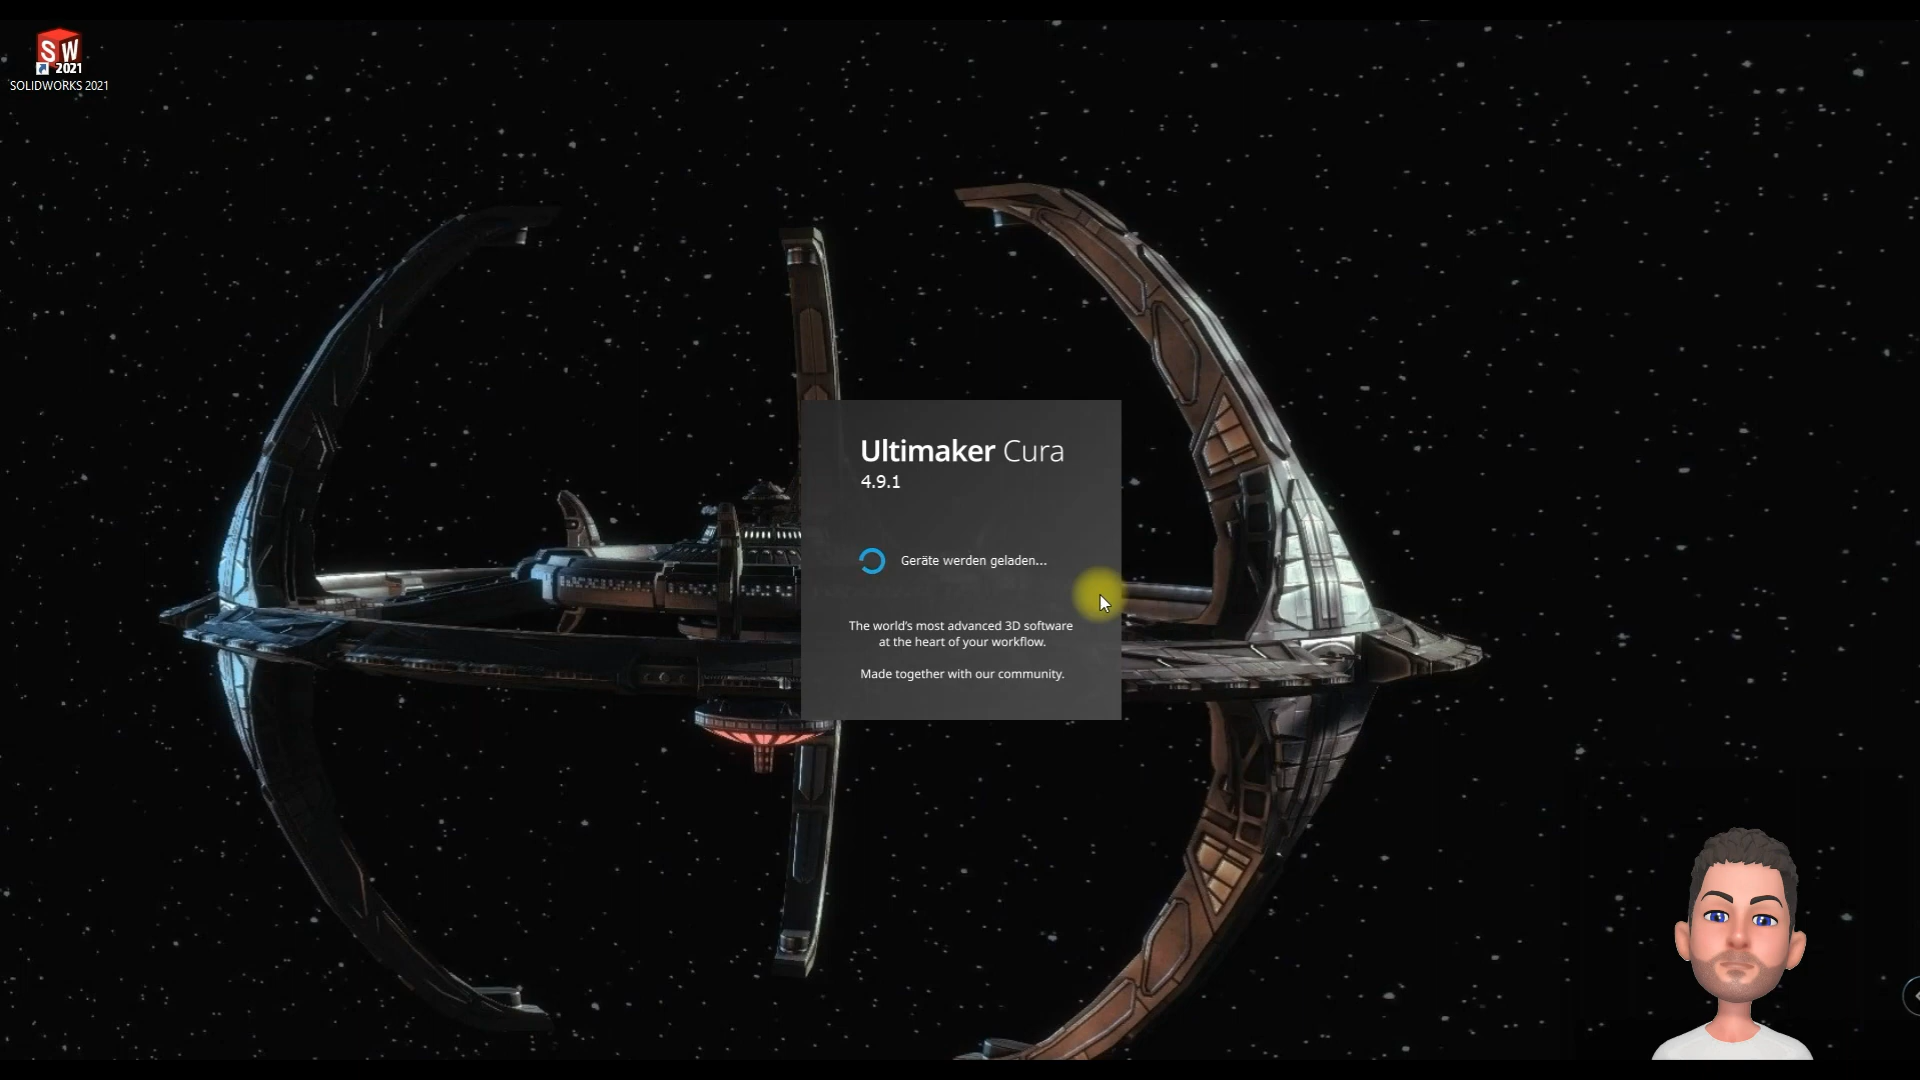 SW
2021
SOLIDWORKS 2021
Ultimaker Cura
4.9.1
Geräte werden geladen...
The world's most advanced 3D software
at the heart of your workflow.
Made together with our community.